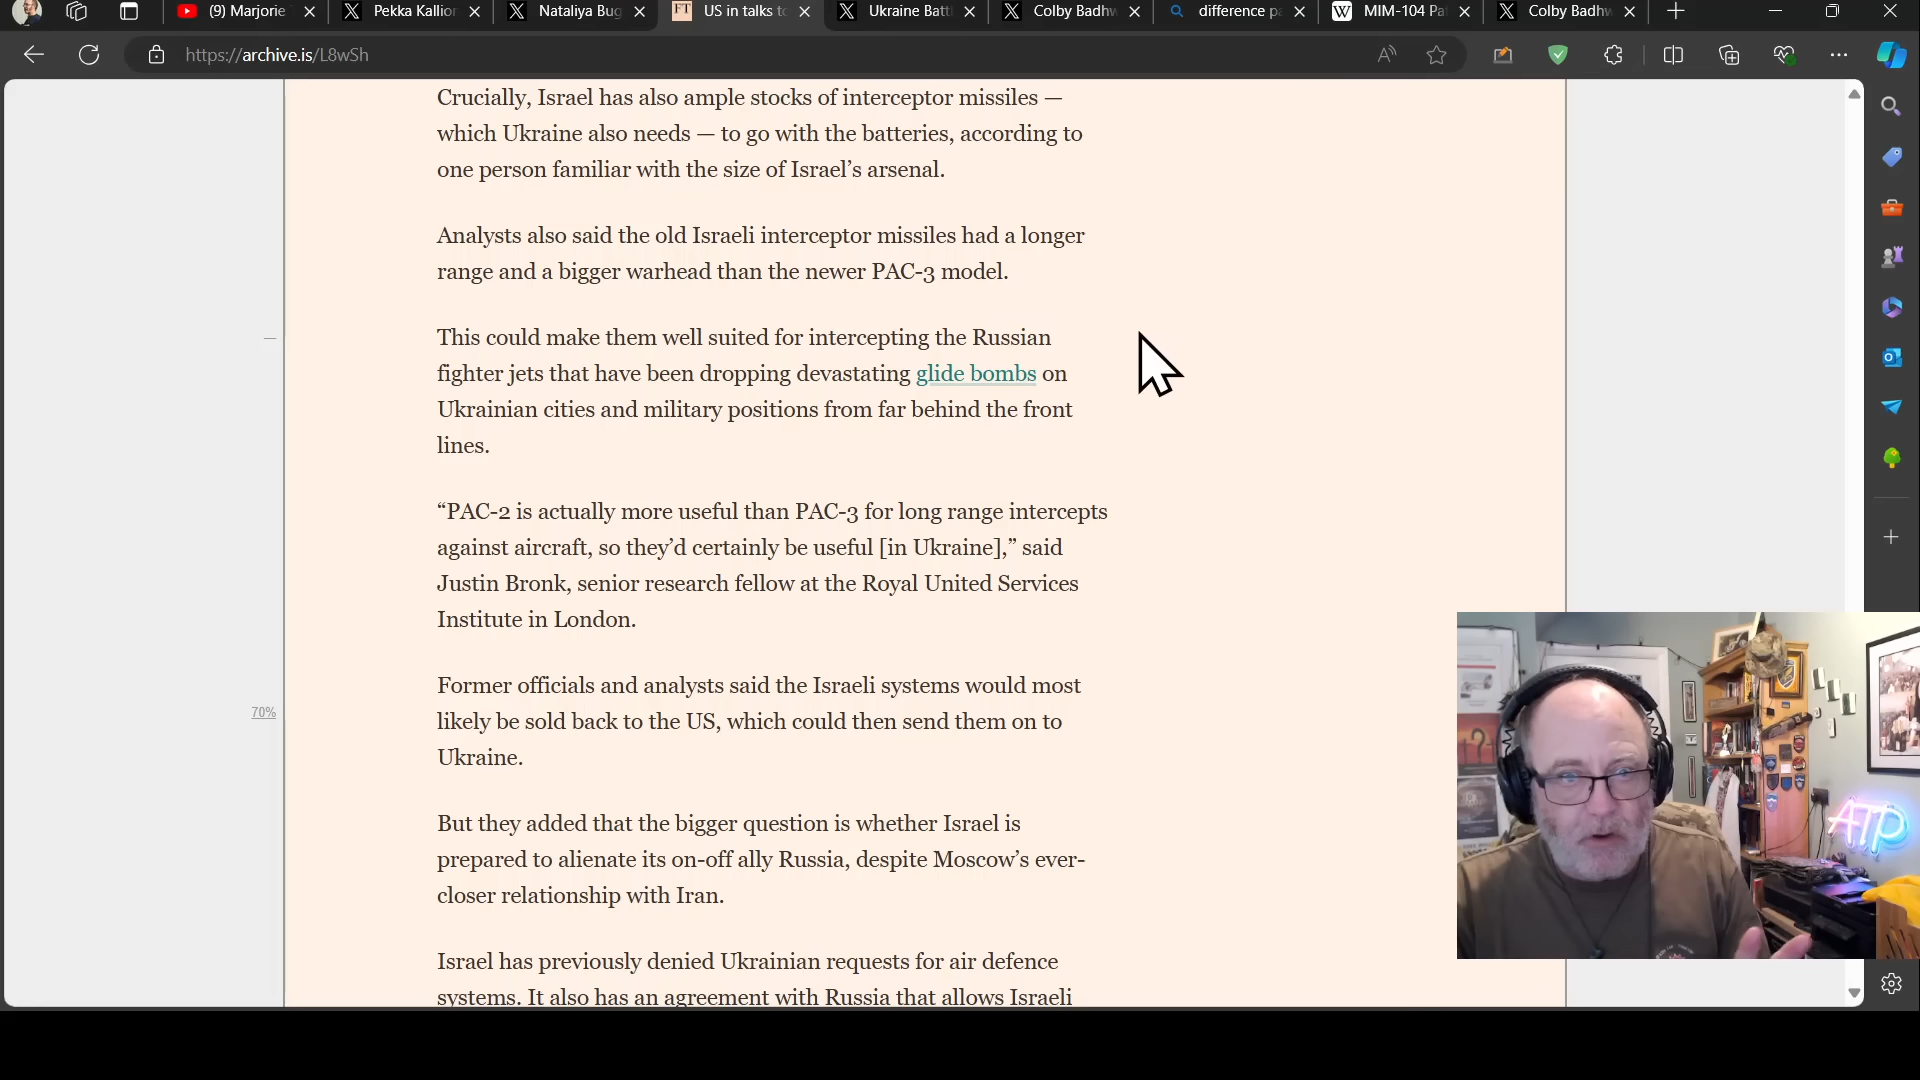 (9) Marjorie
Pekka Kallior
Nataliya Bug
FT
US in talks to
Ukraine Batt
Colby Badhw
difference pa
W
MIM-104 Pa
Colby Badhw
https://archive.is/L8wSh
Crucially, Israel has also ample stocks of interceptor missiles —
which Ukraine also needs — to go with the batteries, according to
one person familiar with the size of Israel’s arsenal.
Analysts also said the old Israeli interceptor missiles had a longer
range and a bigger warhead than the newer PAC-3 model.
This could make them well suited for intercepting the Russian
fighter jets that have been dropping devastating glide bombs on
Ukrainian cities and military positions from far behind the front
lines.
“PAC-2 is actually more useful than PAC-3 for long range intercepts
against aircraft, so they’d certainly be useful [in Ukraine],” said
Justin Bronk, senior research fellow at the Royal United Services
Institute in London.
Former officials and analysts said the Israeli systems would most
70%
likely be sold back to the US, which could then send them on to
Ukraine.
But they added that the bigger question is whether Israel is
prepared to alienate its on-off ally Russia, despite Moscow’s ever-
closer relationship with Iran.
ATP
Israel has previously denied Ukrainian requests for air defence
systems. It also has an agreement with Russia that allows Israeli